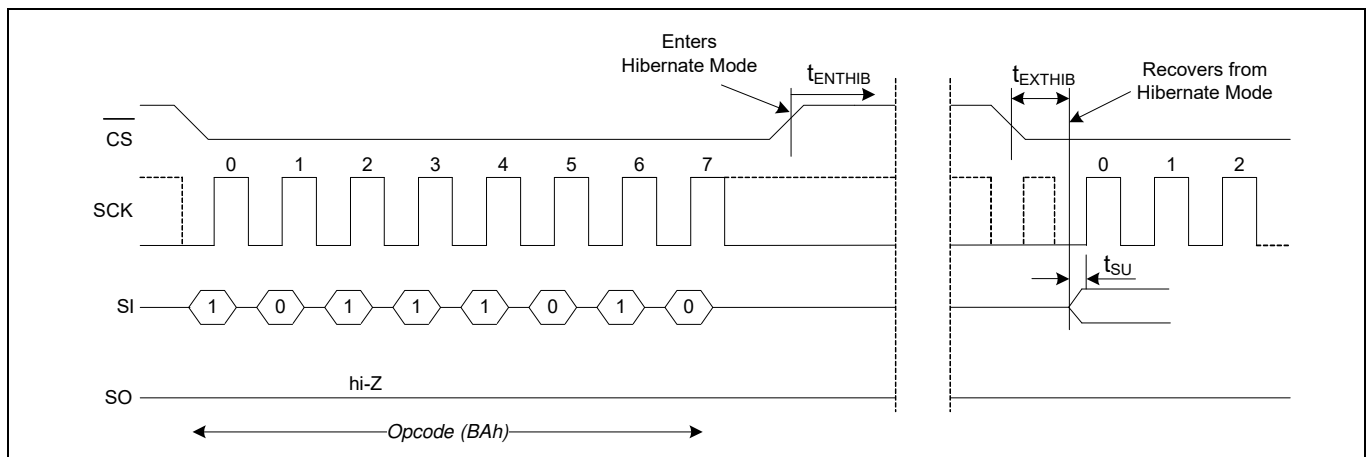 Enters
Hibernate Mode
tENTHIB
tEXTHIB
Recovers from
Hibernate Mode
CS
0 1 2 3 4 5 6 7 0 1 2
SCK
tSU
SI 1 0 1 1 1 0 1 0
hi-Z
SO
Opcode (BAh)